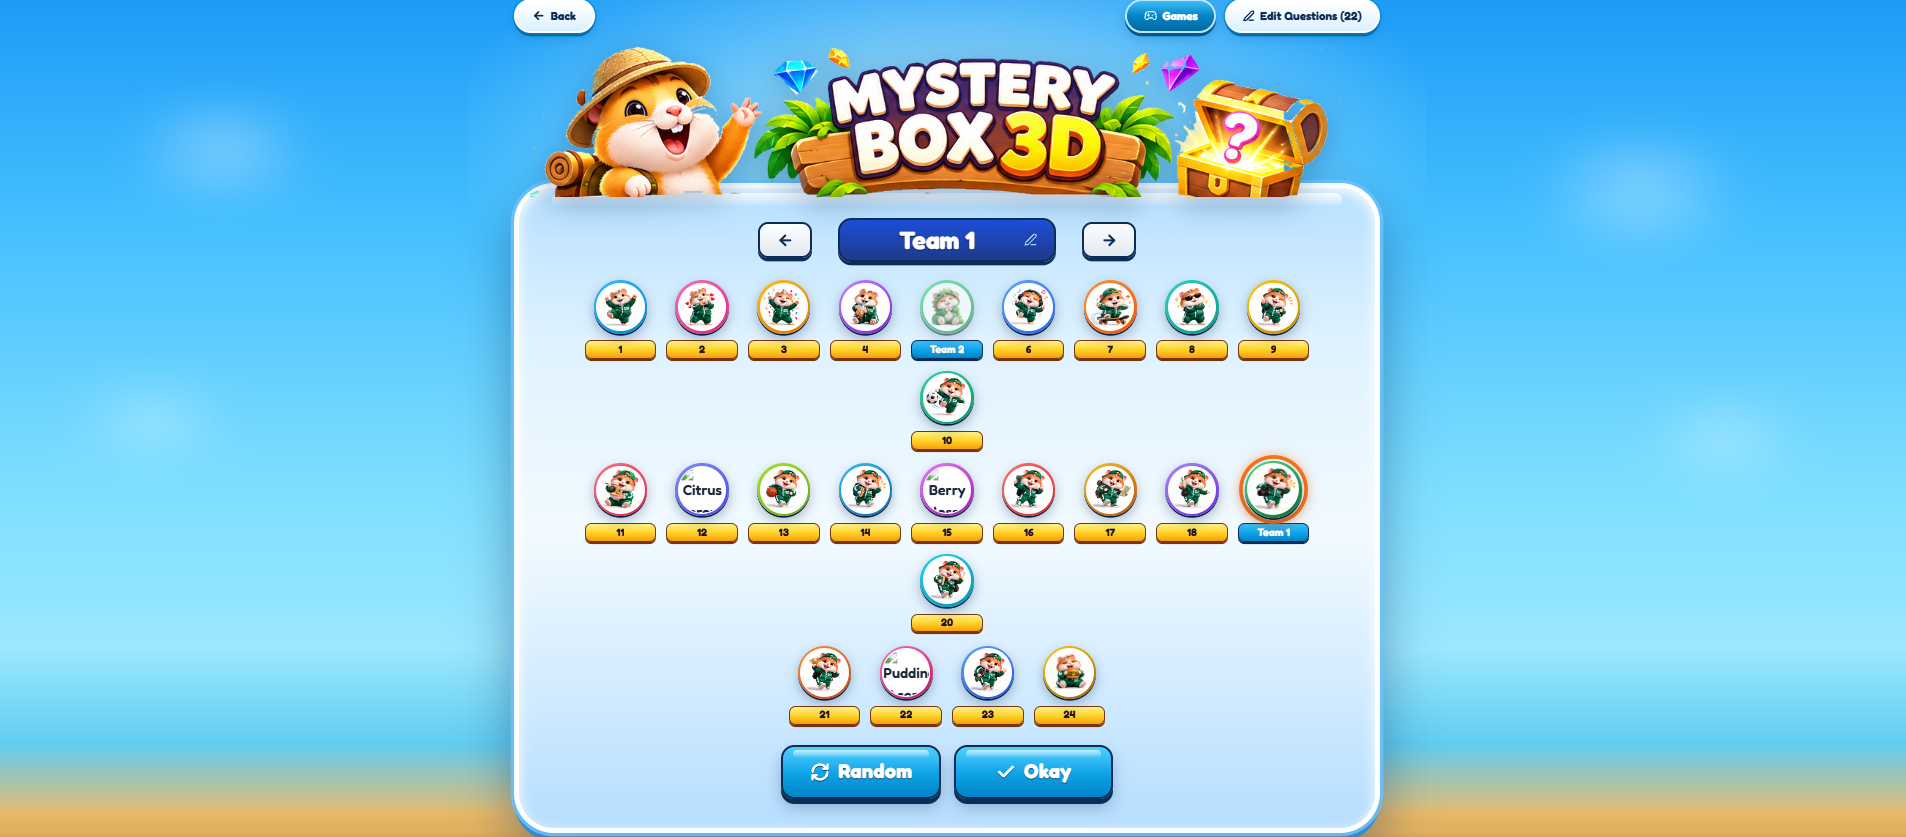 Back
Games
Edit Questions (22)
MYSTERY
BOX 3D
?
Team 1
1 2 3 4 Team 2 6 7 8 9
10
Citrus
Berry
11 12 13 14 15 16 17 18 Team 1
20
Puddin
21 22 23 24
Random
Okay